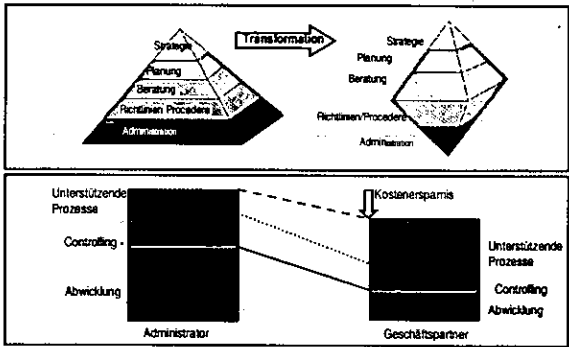 Strategie
Planung
Beratung
Richtlinien Procedere
Administration
Transformation
Strategie
Planung
Beratung
Richtlinien/Procedere
Administration
Unterstützende
Prozesse
Controlling
Abwicklung
Administrator
Kostenersparnis
Unterstützende
Prozesse
Controlling
Abwicklung
Geschäftspartner